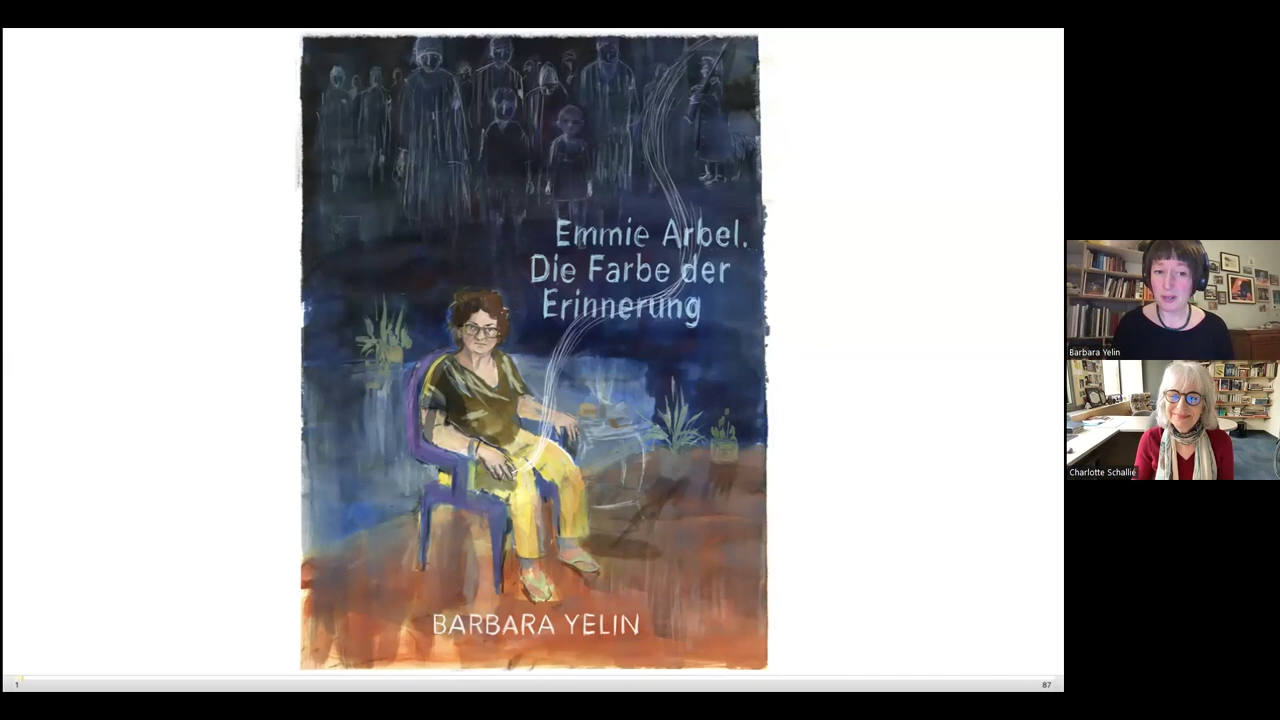 Emmie Arbel.
Die Farbe der
Erinnerung
BARBARA YELIN
1
87
Barbara Yelin
Charlotte Schallié